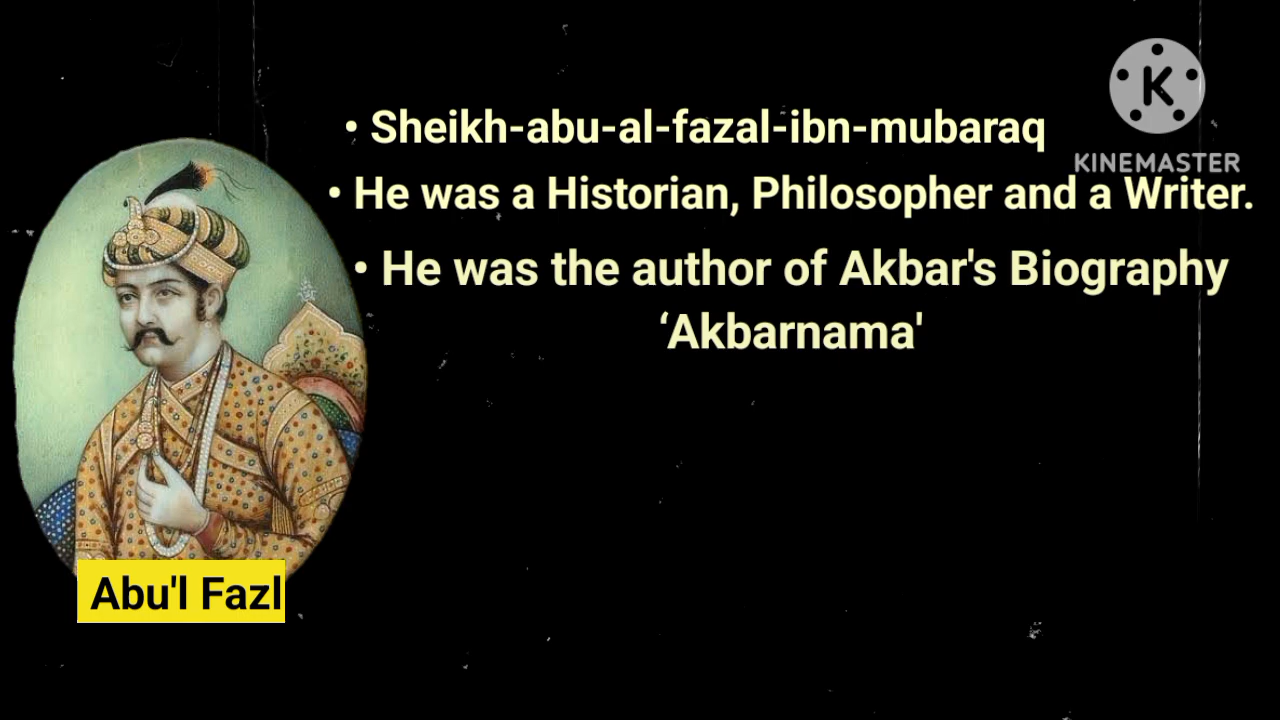 • Sheikh-abu-al-fazal-ibn-mubaraq
KINEMASTER
• He was a Historian, Philosopher and a Writer.
• He was the author of Akbar's Biography
‘Akbarnama'
Abu'l Fazl